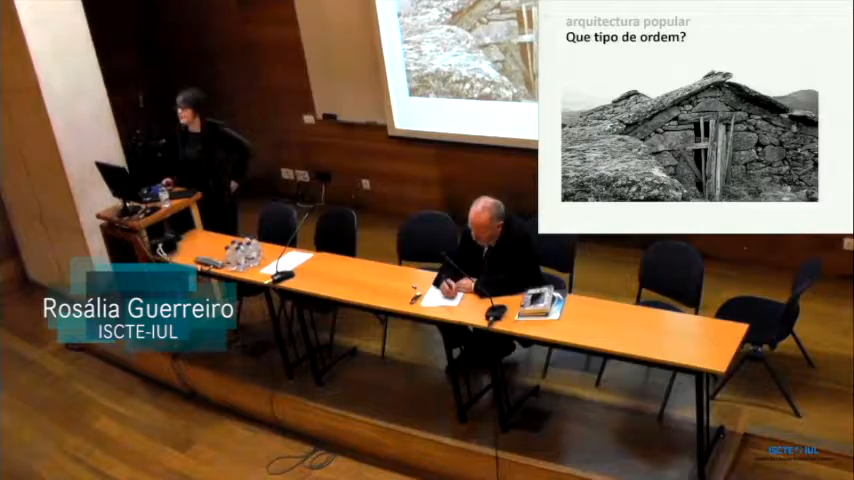 arquitectura popular
Que tipo de ordem?
Rosália Guerreiro
ISCTE-IUL
ISCTE IUL